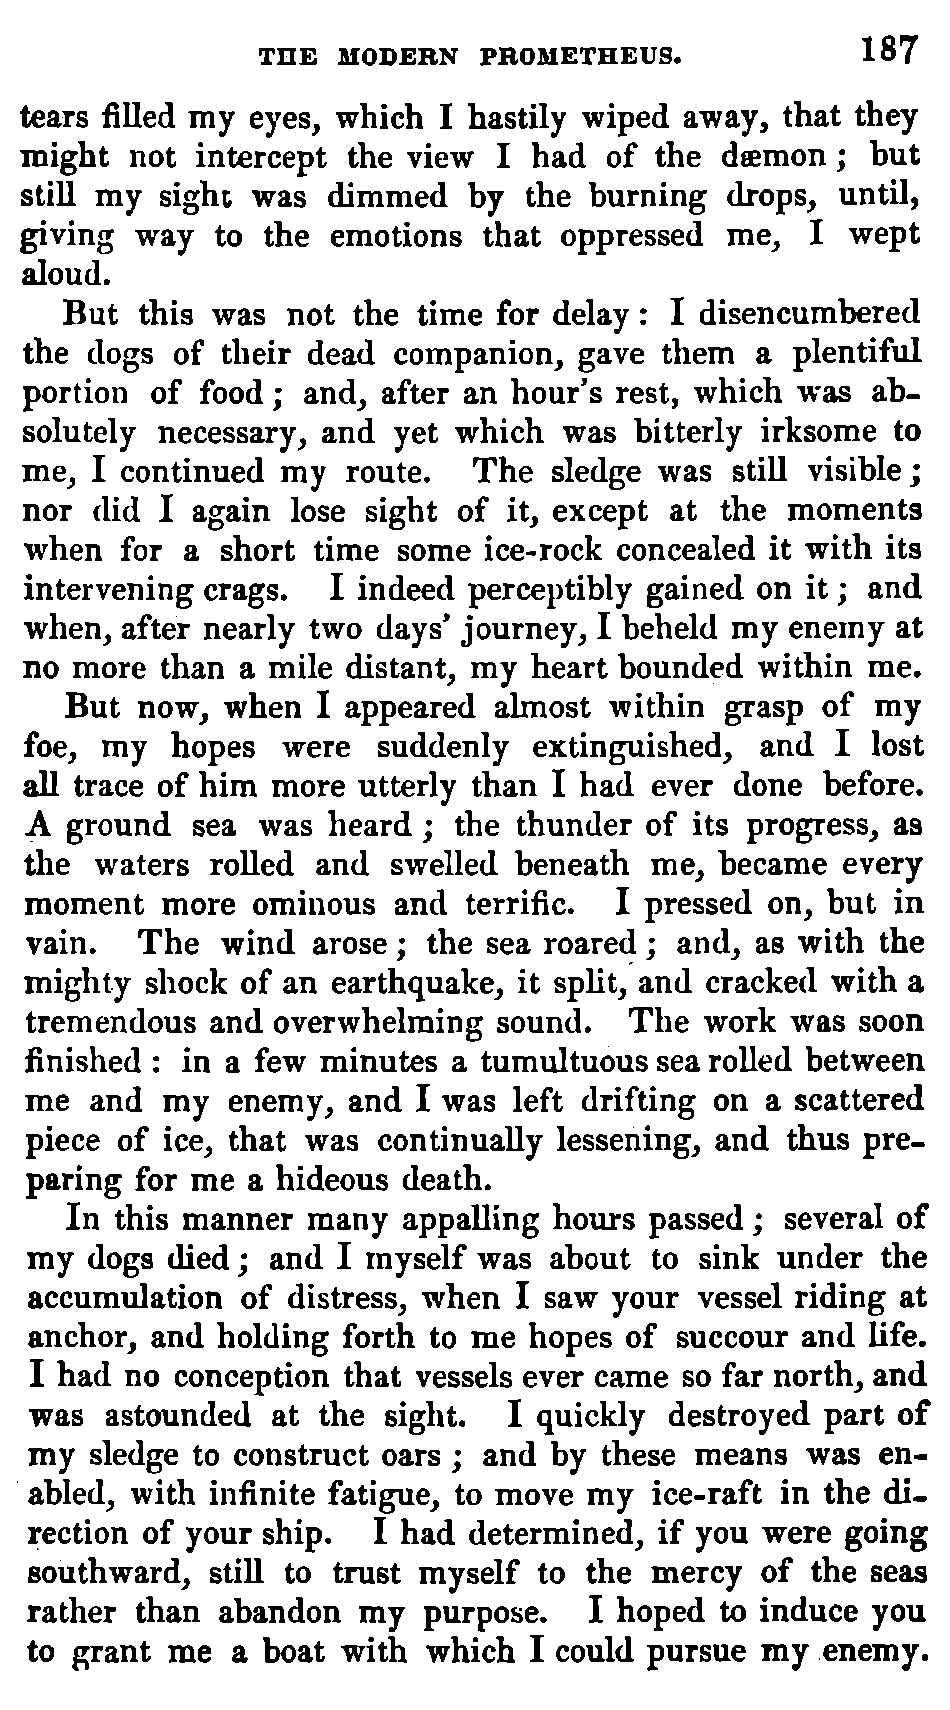 THE MODERN PROMETHEUS. 187
tears filled my eyes, which I hastily wiped away, that they
might not intercept the view I had of the dæmon ; but
still my sight was dimmed by the burning drops, until,
giving way to the emotions that oppressed me, I wept
aloud.
But this was not the time for delay : I disencumbered
the dogs of their dead companion, gave them a plentiful
portion of food ; and, after an hour's rest, which was ab-
solutely necessary, and yet which was bitterly irksome to
me, I continued my route. The sledge was still visible ;
nor did I again lose sight of it, except at the moments
when for a short time some ice-rock concealed it with its
intervening crags. I indeed perceptibly gained on it ; and
when, after nearly two days' journey, I beheld my enemy at
no more than a mile distant, my heart bounded within me.
But now, when I appeared almost within grasp of my
foe, my hopes were suddenly extinguished, and I lost
all trace of him more utterly than I had ever done before.
A ground sea was heard ; the thunder of its progress, as
the waters rolled and swelled beneath me, became every
moment more ominous and terrific. I pressed on, but in
vain. The wind arose ; the sea roared ; and, as with the
mighty shock of an earthquake, it split, and cracked with a
tremendous and overwhelming sound. The work was soon
finished : in a few minutes a tumultuous sea rolled between
me and my enemy, and I was left drifting on a scattered
piece of ice, that was continually lessening, and thus pre-
paring for me a hideous death.
In this manner many appalling hours passed ; several of
my dogs died ; and I myself was about to sink under the
accumulation of distress, when I saw your vessel riding at
anchor, and holding forth to me hopes of succour and life.
I had no conception that vessels ever came so far north, and
was astounded at the sight. I quickly destroyed part of
my sledge to construct oars ; and by these means was en-
abled, with infinite fatigue, to move my ice-raft in the di-
rection of your ship. I had determined, if you were going
southward, still to trust myself to the mercy of the seas
rather than abandon my purpose. I hoped to induce you
to grant me a boat with which I could pursue my enemy.